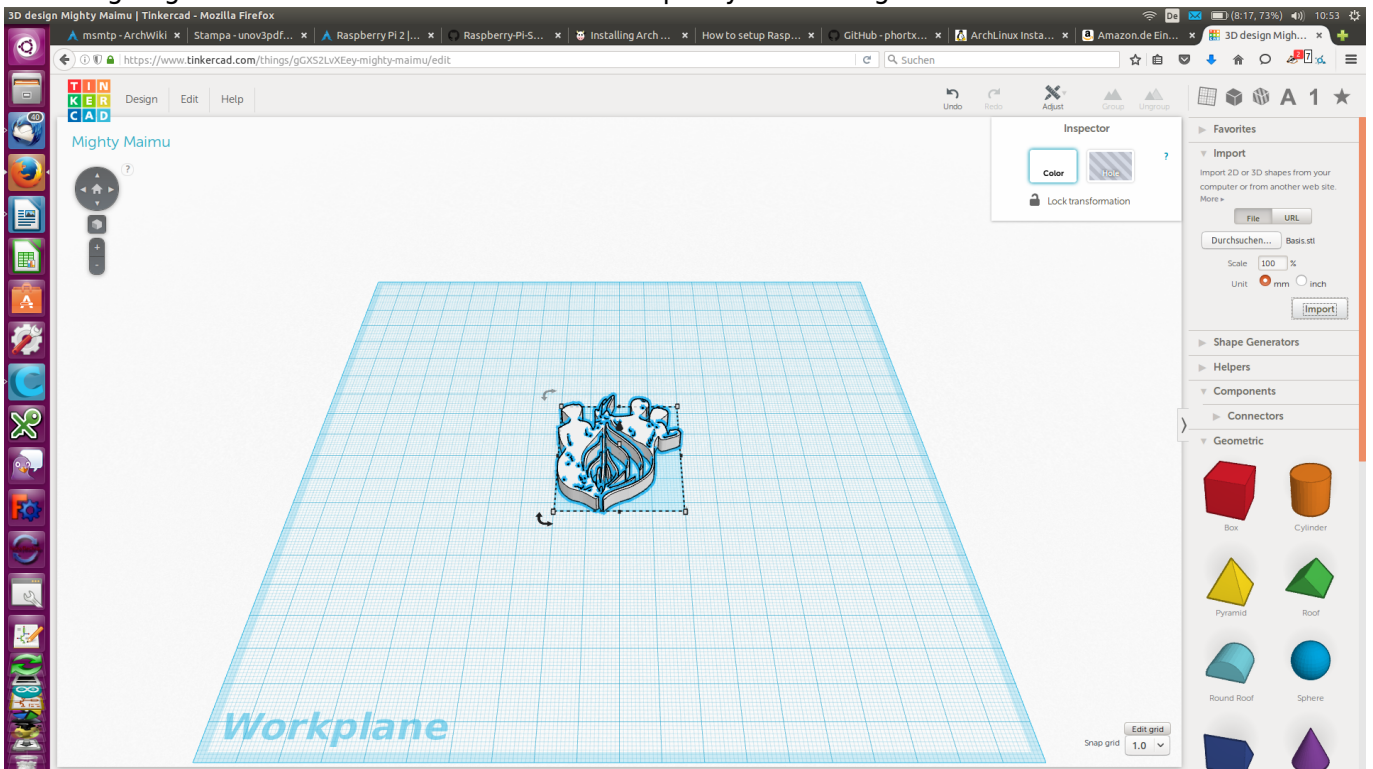 3D design Mighty Maimu | Tinkercad - Mozilla Firefox
De (8:17, 73%) 10:53
msmtp - ArchWiki × Stampa - unov3pdf... × Raspberry Pi 2 |... × Raspberry-Pi-S... × Installing Arch ... × How to setup Rasp... × GitHub - phortx... × ArchLinux Insta... × Amazon.de Ein... × 3D design Migh... ×
https://www.tinkercad.com/things/gGXS2LvXEey-mighty-maimu/edit
Suchen
2 7
40
TINKERCAD
Design Edit Help
Undo Redo Adjust Group Ungroup
A 1
Mighty Maimu
?
+
-
Inspector
Color Hole ?
Lock transformation
Favorites
Import
Import 2D or 3D shapes from your
computer or from another web site.
More ▸
File URL
Durchsuchen... Basis.stl
Scale 100 %
Unit mm inch
Import
Shape Generators
Helpers
Components
Connectors
Geometric
Box Cylinder
Pyramid Roof
Round Roof Sphere
Workplane
Edit grid
Snap grid 1.0